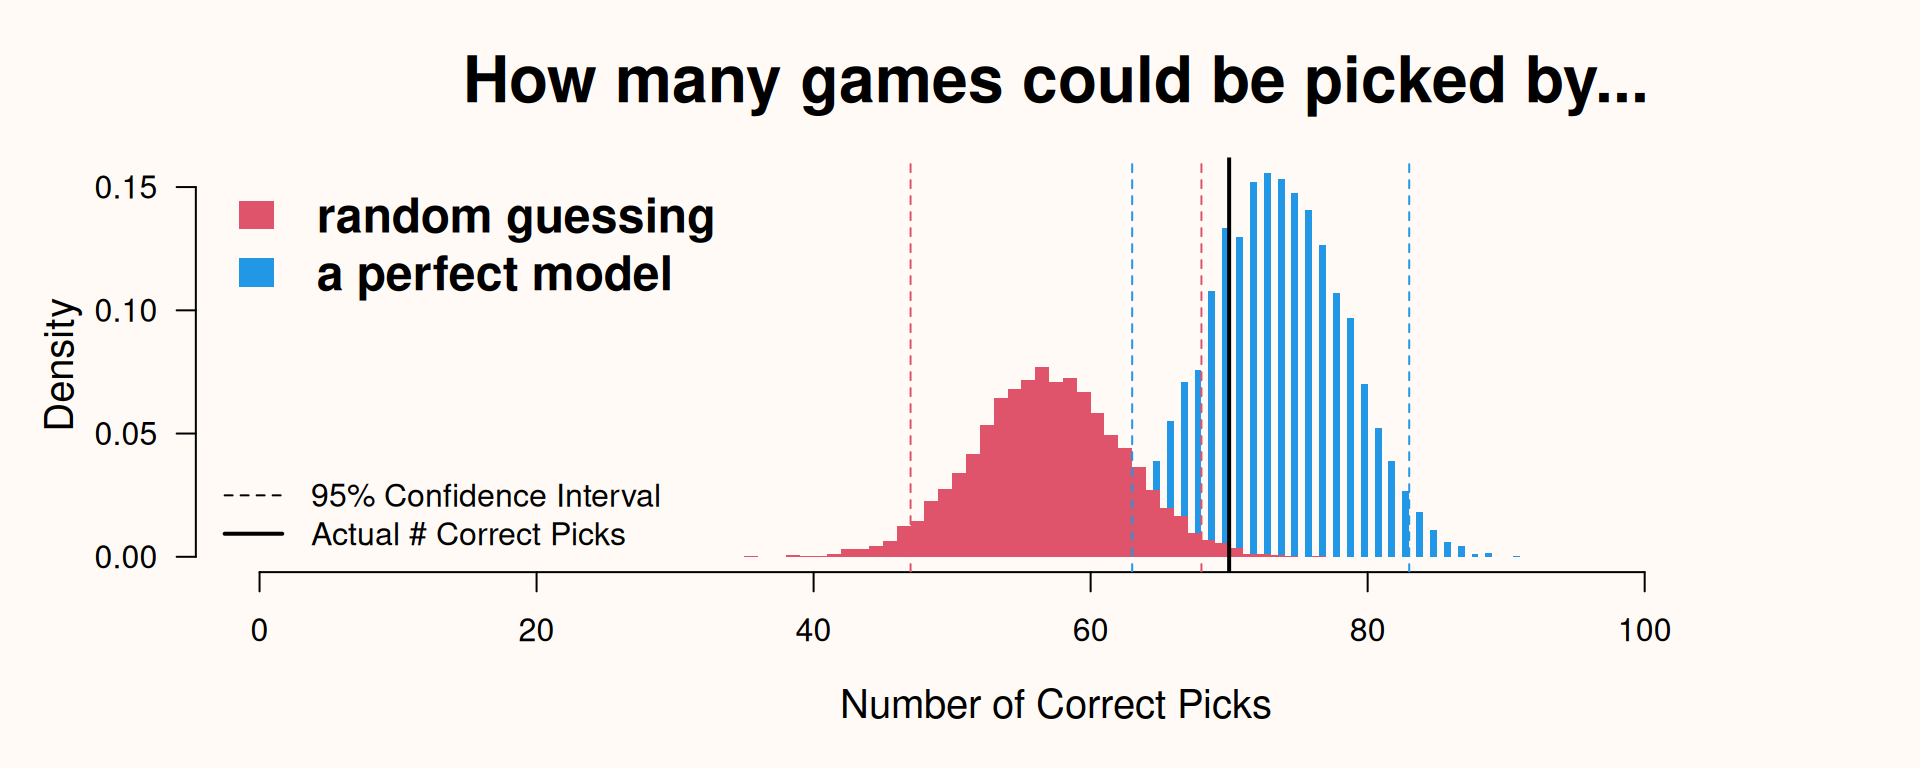 How many games could be picked by...
random guessing
a perfect model
95% Confidence Interval
Actual # Correct Picks
Density
0.15
0.10
0.05
0.00
0 20 40 60 80 100
Number of Correct Picks